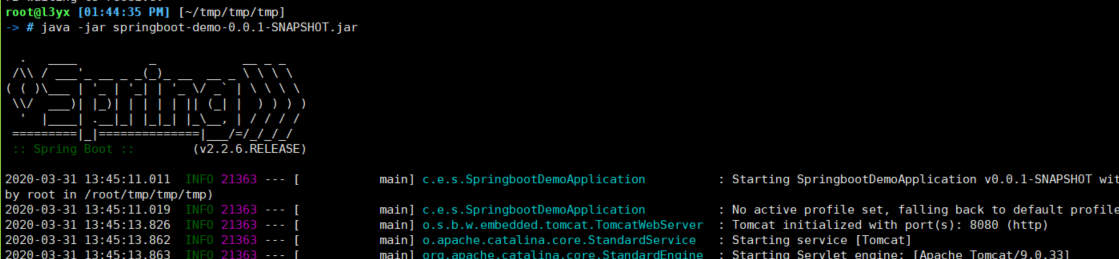 root@l3yx [01:44:35 PM] [~/tmp/tmp/tmp]
-> # java -jar springboot-demo-0.0.1-SNAPSHOT.jar
  .   ____          _            __ _ _
 /\\ / ___'_ __ _ _(_)_ __  __ _ \ \ \ \
( ( )\___ | '_ | '_| | '_ \/ _` | \ \ \ \
 \\/  ___)| |_)| | | | | || (_| |  ) ) ) )
  '  |____| .__|_| |_|_| |_\__, | / / / /
 =========|_|==============|___/=/_/_/_/
 :: Spring Boot ::        (v2.2.6.RELEASE)
2020-03-31 13:45:11.011  INFO 21363 --- [           main] c.e.s.SpringbootDemoApplication          : Starting SpringbootDemoApplication v0.0.1-SNAPSHOT wit
by root in /root/tmp/tmp/tmp)
2020-03-31 13:45:11.019  INFO 21363 --- [           main] c.e.s.SpringbootDemoApplication          : No active profile set, falling back to default profile
2020-03-31 13:45:13.826  INFO 21363 --- [           main] o.s.b.w.embedded.tomcat.TomcatWebServer  : Tomcat initialized with port(s): 8080 (http)
2020-03-31 13:45:13.862  INFO 21363 --- [           main] o.apache.catalina.core.StandardService   : Starting service [Tomcat]
2020-03-31 13:45:13.863  INFO 21363 --- [           main] org.apache.catalina.core.StandardEngine  : Starting Servlet engine: [Apache Tomcat/9.0.33]